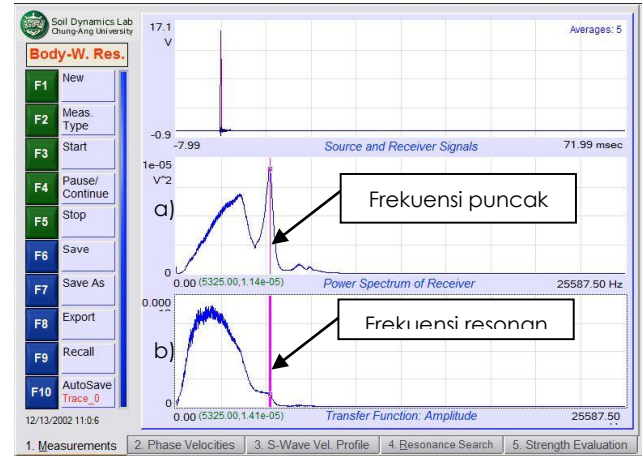 Soil Dynamics Lab
Chung-Ang University
Body-W. Res.
F1 New
F2 Meas. Type
F3 Start
F4 Pause/ Continue
F5 Stop
F6 Save
F7 Save As
F8 Export
F9 Recall
F10 AutoSave
Trace_0
12/13/2002 11:0:6
17.1
V
Averages: 5
-0.9
-7.99 Source and Receiver Signals 71.99 msec
1e-05
V^2
a)
Frekuensi puncak
0
0.00 (5325.00,1.14e-05) Power Spectrum of Receiver 25587.50 Hz
0.000
b)
Frekuensi resonan
0
0.00 (5325.00,1.41e-05) Transfer Function: Amplitude 25587.50
1. Measurements 2. Phase Velocities 3. S-Wave Vel. Profile 4. Resonance Search 5. Strength Evaluation